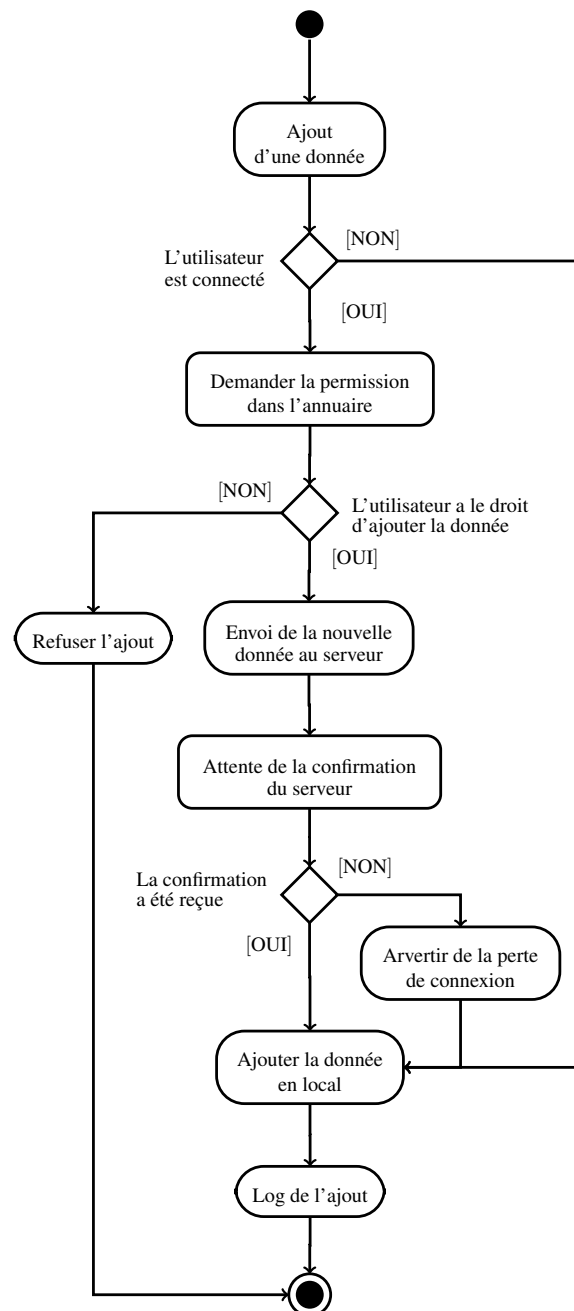 Ajout
d'une donnée
[NON]
L'utilisateur
est connecté
[OUI]
Demander la permission
dans l'annuaire
[NON]
L'utilisateur a le droit
d'ajouter la donnée
[OUI]
Refuser l'ajout
Envoi de la nouvelle
donnée au serveur
Attente de la confirmation
du serveur
[NON]
La confirmation
a été reçue
[OUI]
Arvertir de la perte
de connexion
Ajouter la donnée
en local
Log de l'ajout